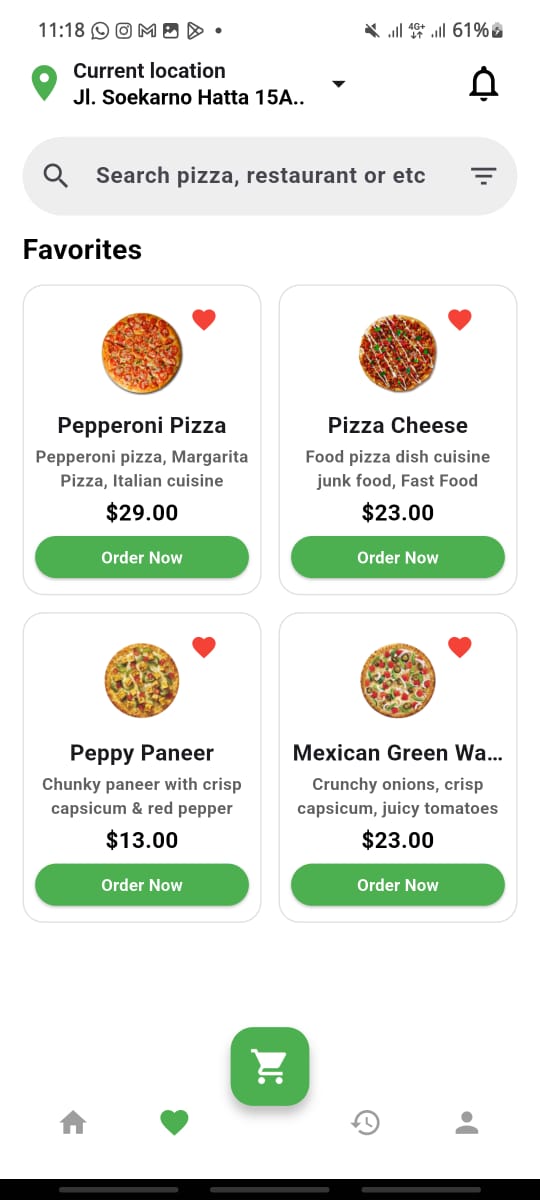 11:18
4G+
61%
Current location
Jl. Soekarno Hatta 15A..
Search pizza, restaurant or etc
Favorites
Pepperoni Pizza
Pepperoni pizza, Margarita
Pizza, Italian cuisine
$29.00
Order Now
Pizza Cheese
Food pizza dish cuisine
junk food, Fast Food
$23.00
Order Now
Peppy Paneer
Chunky paneer with crisp
capsicum & red pepper
$13.00
Order Now
Mexican Green Wa...
Crunchy onions, crisp
capsicum, juicy tomatoes
$23.00
Order Now